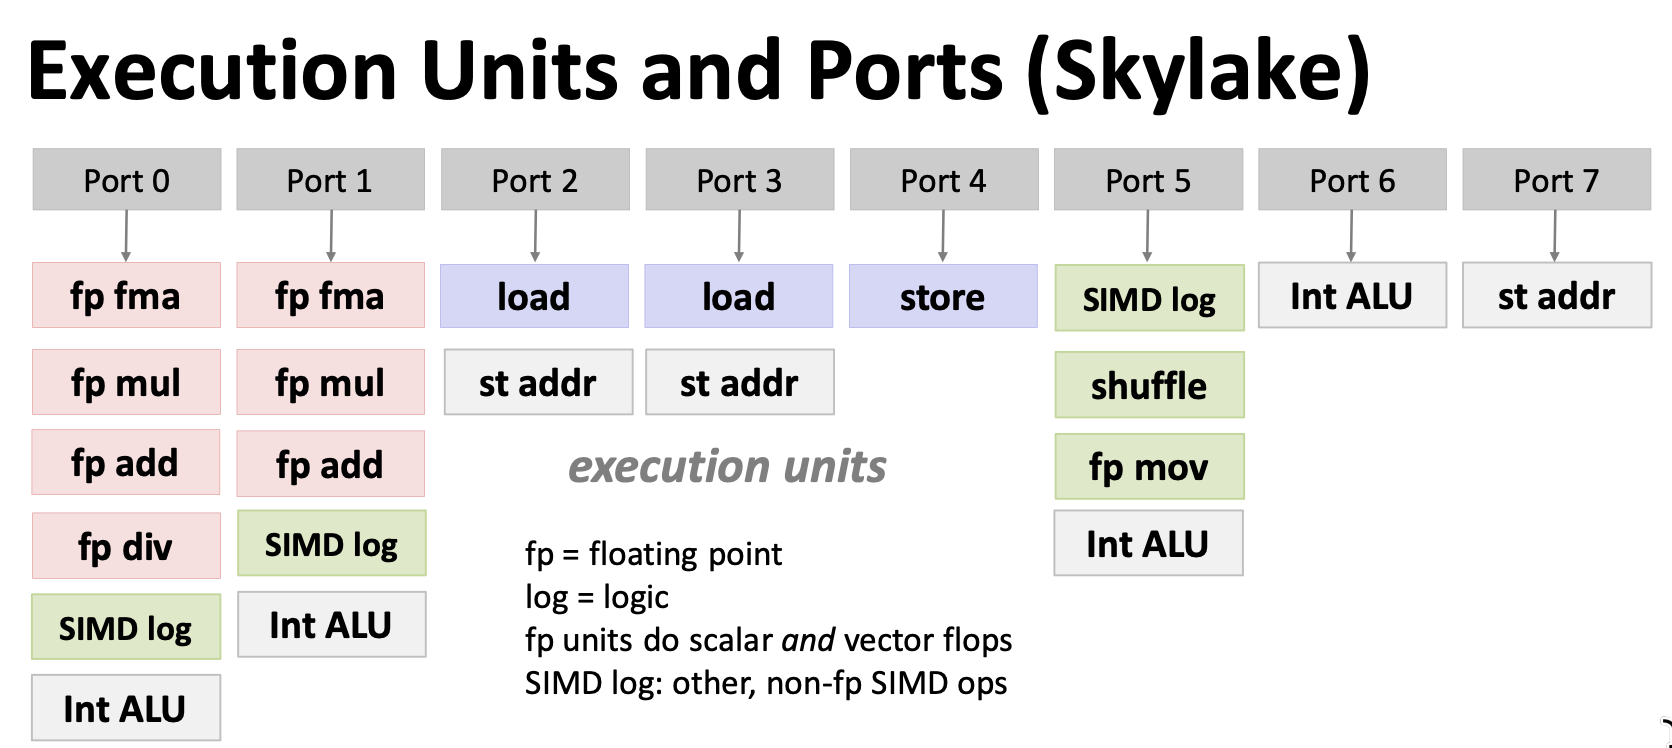 Execution Units and Ports (Skylake)
Port 0 Port 1 Port 2 Port 3 Port 4 Port 5 Port 6 Port 7
fp fma fp fma load load store SIMD log Int ALU st addr
fp mul fp mul st addr st addr shuffle
fp add fp add execution units fp mov
fp div SIMD log Int ALU
fp = floating point
log = logic
SIMD log Int ALU
fp units do scalar and vector flops
SIMD log: other, non-fp SIMD ops
Int ALU